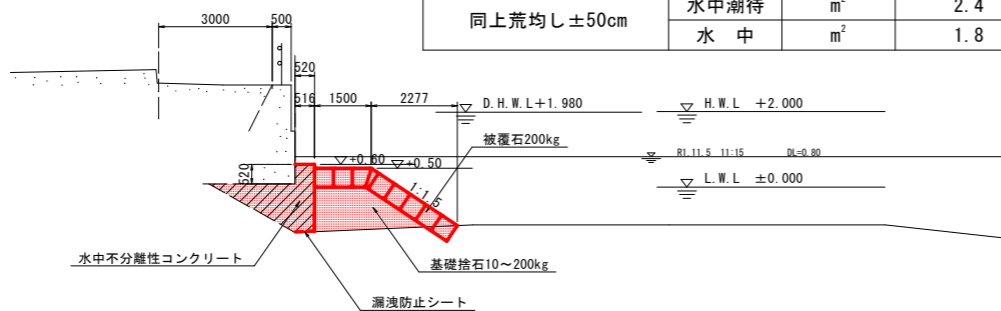 同上荒均し±50cm
水中潮待 m² 2.4
水 中 m² 1.8
3000 500
520
516 1500 2277
D.H.W.L+1.980
H.W.L +2.000
被覆石200kg
+0.60 +0.50
R1.11.5 11:15 DL=0.80
520
1:1.5
L.W.L ±0.000
水中不分離性コンクリート
基礎捨石10～200kg
漏洩防止シート